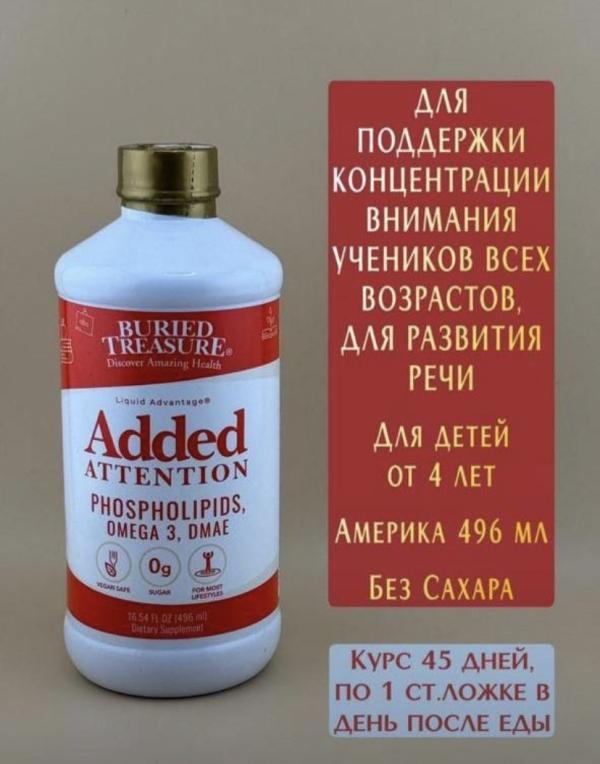 BURIED
TREASURE®
Discover Amazing Health
Liquid Advantage®
Added
ATTENTION
PHOSPHOLIPIDS,
OMEGA 3, DMAE
VEGAN SAFE
0g
SUGAR
FOR MOST
LIFESTYLES
16.54 FL OZ (496 ml)
Dietary Supplement
ДЛЯ
ПОДДЕРЖКИ
КОНЦЕНТРАЦИИ
ВНИМАНИЯ
УЧЕНИКОВ ВСЕХ
ВОЗРАСТОВ,
ДЛЯ РАЗВИТИЯ
РЕЧИ
Для детей
от 4 лет
Америка 496 мл
Без Сахара
Курс 45 дней,
по 1 ст.ложке в
день после еды